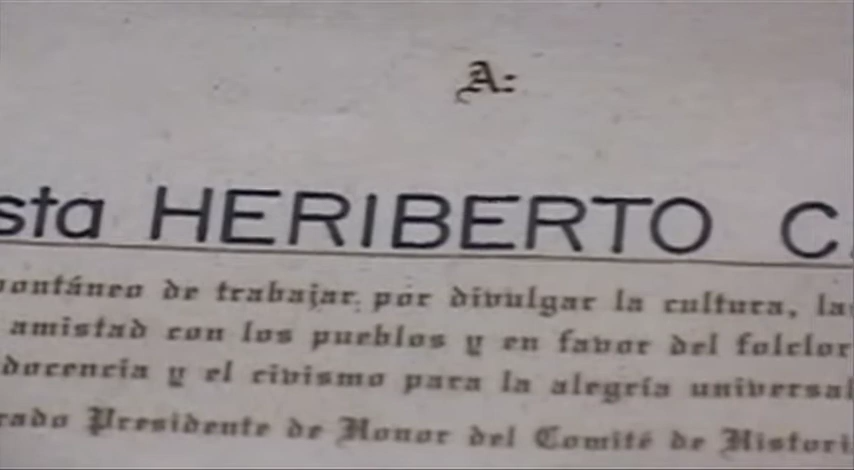 A:
sta HERIBERTO C
ontáneo de trabajar por divulgar la cultura, la
amistad con los pueblos y en favor del folclor
docencia y el civismo para la alegría universal
rado Presidente de Honor del Comité de Histori